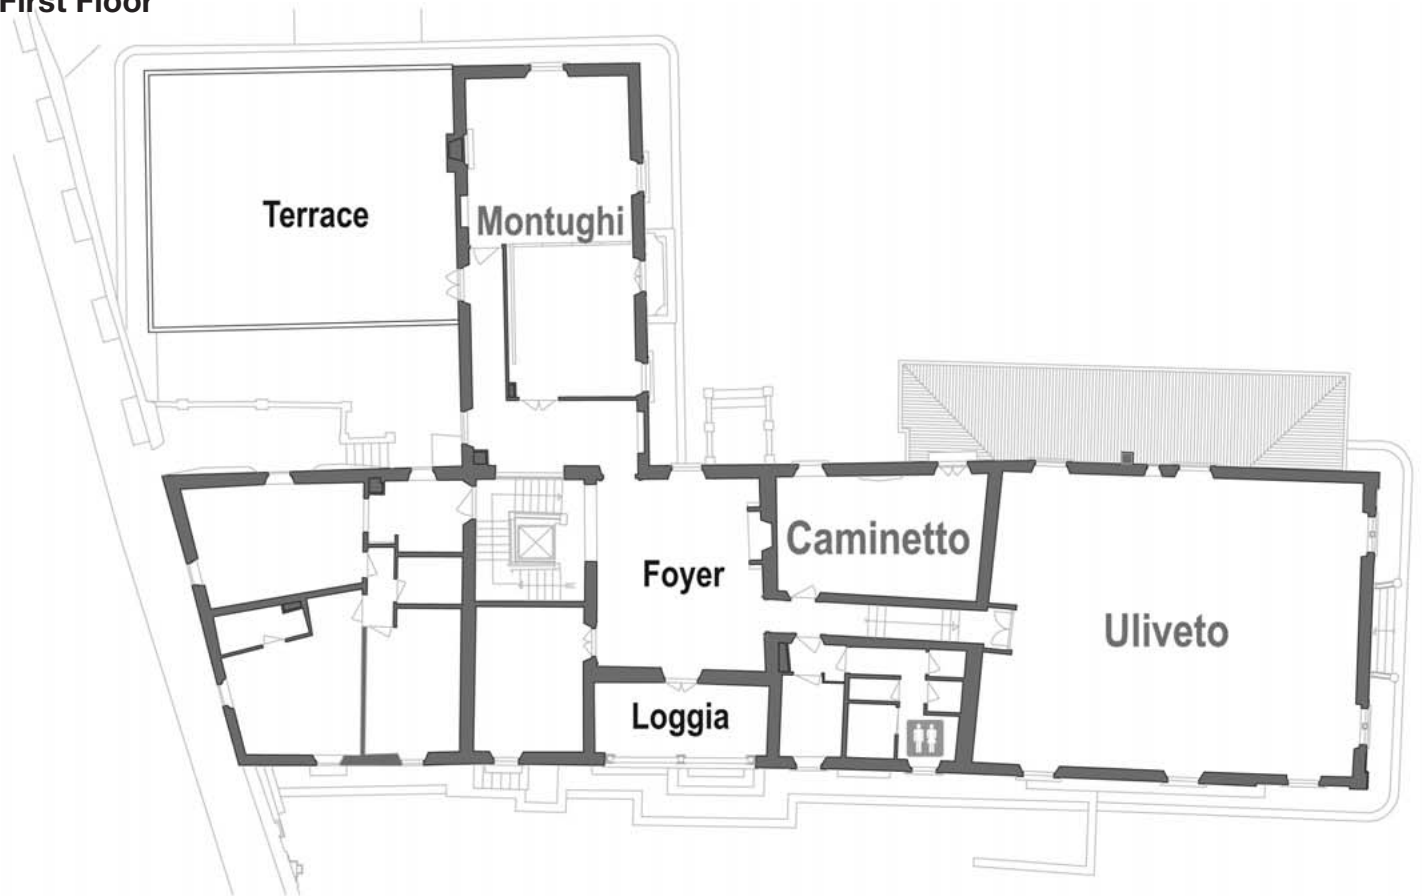 First Floor
Terrace
Montughi
Caminetto
Foyer
Uliveto
Loggia